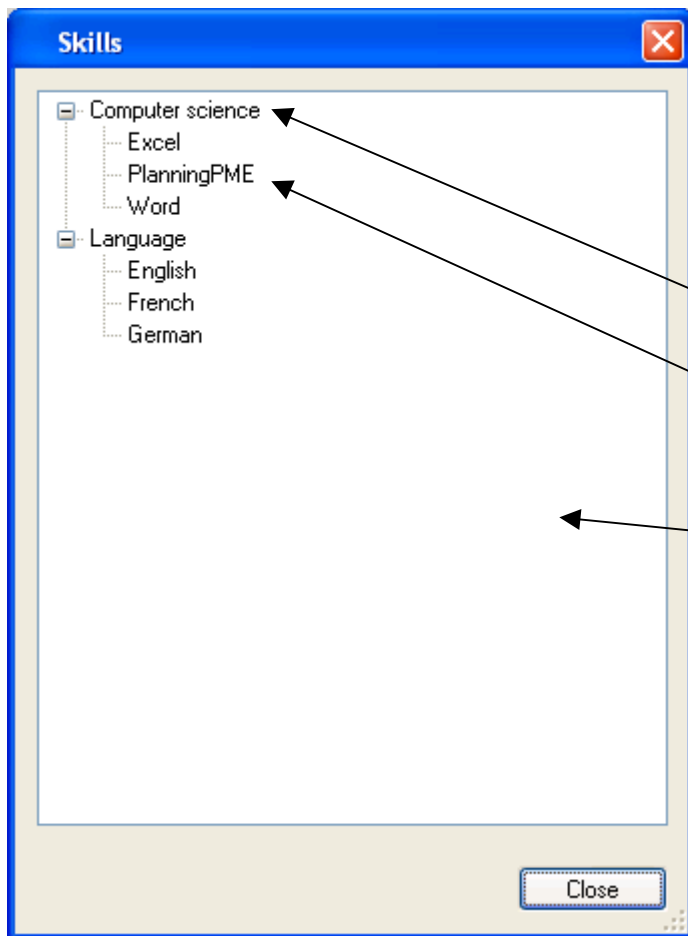 Skills
Computer science
Excel
PlanningPME
Word
Language
English
French
German
Close